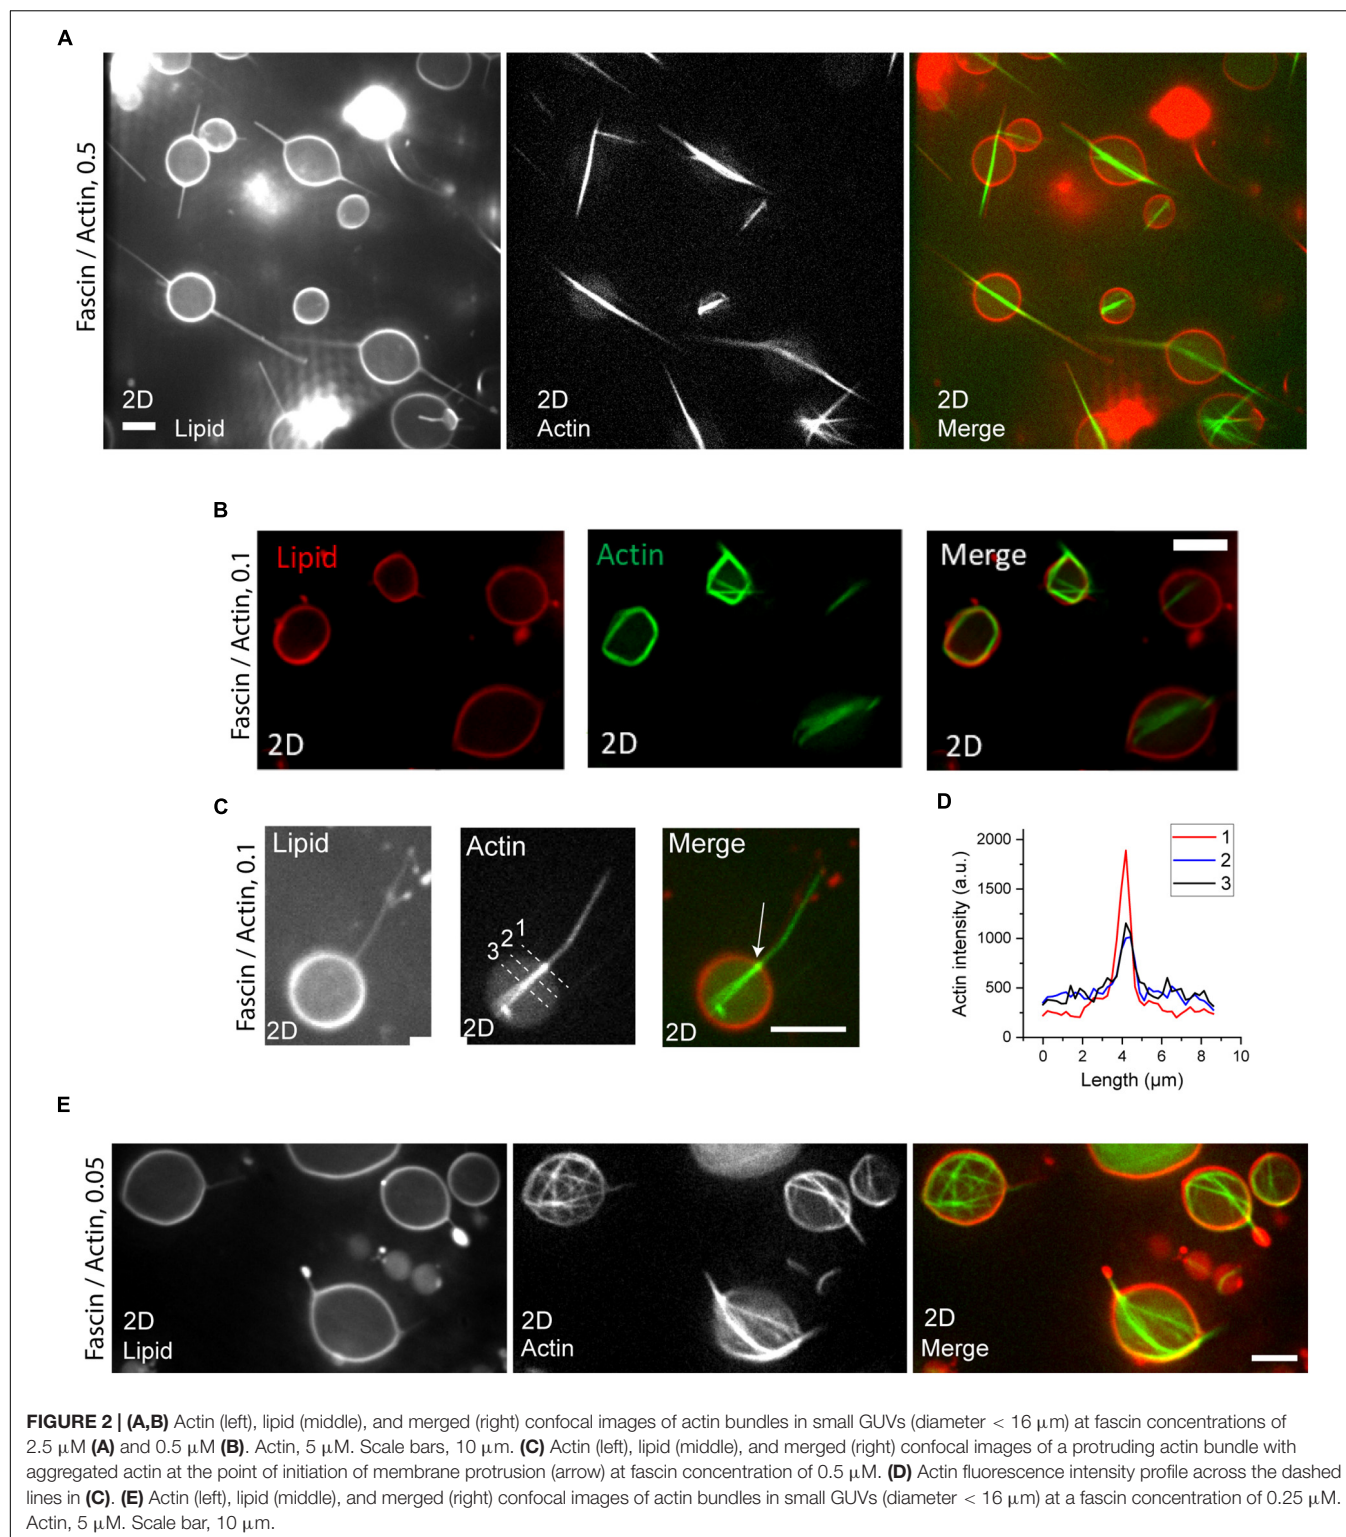 A
Fascin / Actin, 0.5
2D
Lipid
2D
Actin
2D
Merge
B
Fascin / Actin, 0.1
Lipid
2D
Actin
2D
Merge
2D
C
Fascin / Actin, 0.1
Lipid
2D
Actin
1
2
3
2D
Merge
2D
D
Actin intensity (a.u.)
2000
1500
1000
500
0
0 2 4 6 8 10
Length (µm)
1
2
3
E
Fascin / Actin, 0.05
2D
Lipid
2D
Actin
2D
Merge
FIGURE 2 | (A,B) Actin (left), lipid (middle), and merged (right) confocal images of actin bundles in small GUVs (diameter < 16 µm) at fascin concentrations of
2.5 µM (A) and 0.5 µM (B). Actin, 5 µM. Scale bars, 10 µm. (C) Actin (left), lipid (middle), and merged (right) confocal images of a protruding actin bundle with
aggregated actin at the point of initiation of membrane protrusion (arrow) at fascin concentration of 0.5 µM. (D) Actin fluorescence intensity profile across the dashed
lines in (C). (E) Actin (left), lipid (middle), and merged (right) confocal images of actin bundles in small GUVs (diameter < 16 µm) at a fascin concentration of 0.25 µM.
Actin, 5 µM. Scale bar, 10 µm.